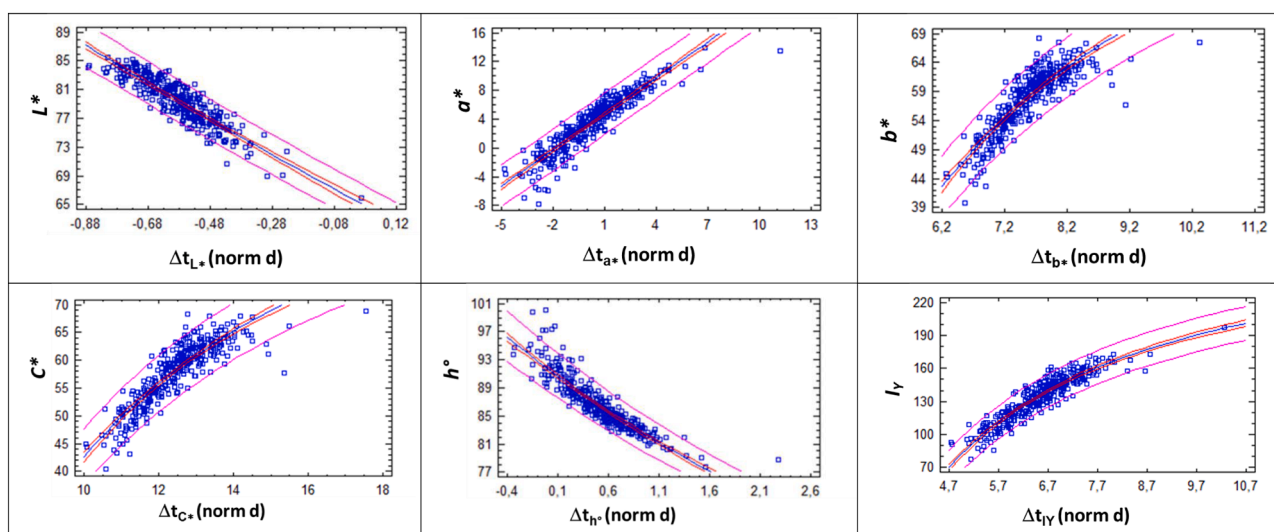 89
85
81
77
73
69
65
L*
-0,88 -0,68 -0,48 -0,28 -0,08 0,12
ΔtL* (norm d)
16
12
8
4
0
-4
-8
a*
-5 -2 1 4 7 10 13
Δta* (norm d)
69
64
59
54
49
44
39
b*
6,2 7,2 8,2 9,2 10,2 11,2
Δtb* (norm d)
70
65
60
55
50
45
40
C*
10 12 14 16 18
ΔtC* (norm d)
101
97
93
89
85
81
77
h°
-0,4 0,1 0,6 1,1 1,6 2,1 2,6
Δth° (norm d)
220
190
160
130
100
70
IY
4,7 5,7 6,7 7,7 8,7 9,7 10,7
ΔtIY (norm d)